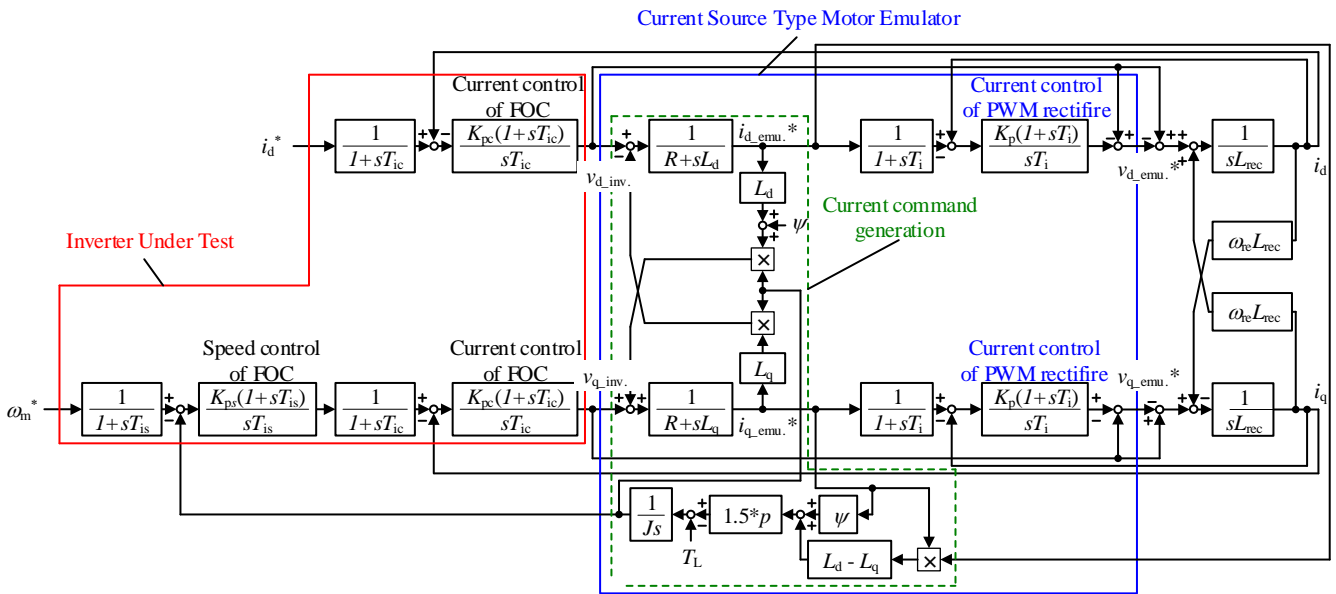 Current Source Type Motor Emulator
Current control
of FOC
Current control
of PWM rectifire
i_d^*
1
1+sT_ic
+
−
K_pc(1+sT_ic)
sT_ic
+
−
1
R+sL_d
i_d_emu.*
1
1+sT_i
+
−
K_p(1+sT_i)
sT_i
−
+
−
+
+
+
+
1
sL_rec
i_d
v_d_inv.
v_d_emu.*
L_d
+
+
ψ
Current command
generation
Inverter Under Test
×
×
ω_re L_rec
ω_re L_rec
Speed control
of FOC
Current control
of FOC
Current control
of PWM rectifire
L_q
v_q_inv.
v_q_emu.*
i_q
ω_m^*
1
1+sT_is
+
−
K_ps(1+sT_is)
sT_is
1
1+sT_ic
+
−
K_pc(1+sT_ic)
sT_ic
+
+
+
1
R+sL_q
i_q_emu.*
1
1+sT_i
+
−
K_p(1+sT_i)
sT_i
+
−
−
+
+
−
−
1
sL_rec
1
Js
+
−
1.5*p
+
+
ψ
T_L
L_d - L_q
×